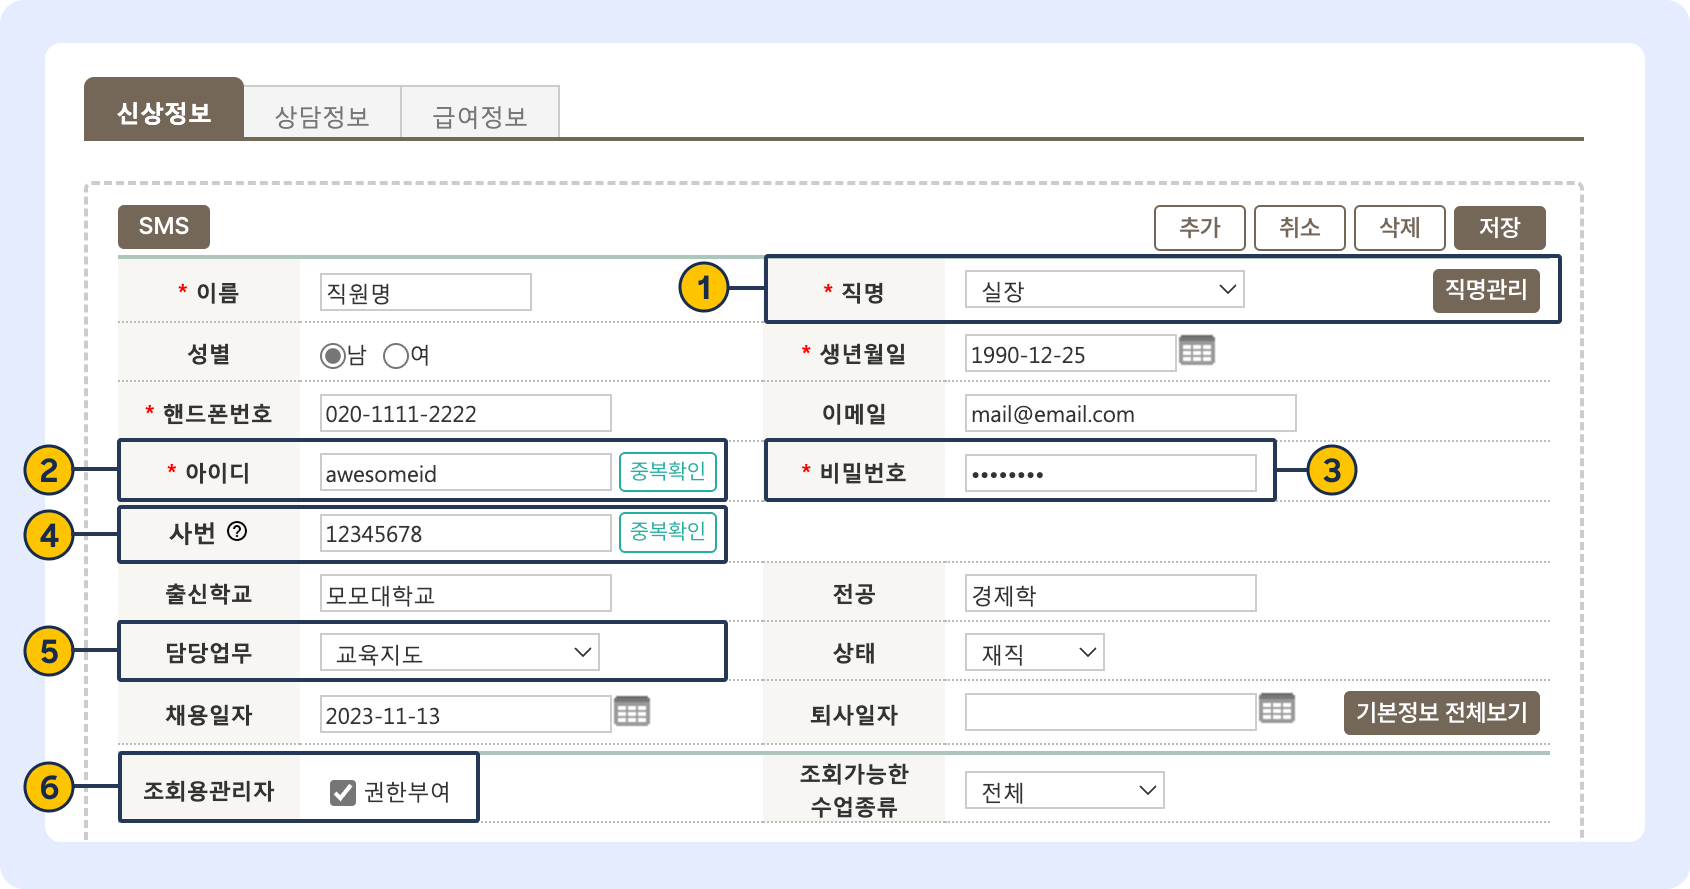 신상정보 상담정보 급여정보
SMS 추가 취소 삭제 저장
* 이름 직원명 1 * 직명 실장 직명관리
성별 남 여 * 생년월일 1990-12-25
* 핸드폰번호 020-1111-2222 이메일 mail@email.com
2 * 아이디 awesomeid 중복확인 * 비밀번호 •••••••• 3
4 사번 ? 12345678 중복확인
출신학교 모모대학교 전공 경제학
5 담당업무 교육지도 상태 재직
채용일자 2023-11-13 퇴사일자 기본정보 전체보기
6 조회용관리자 권한부여 조회가능한
수업종류 전체